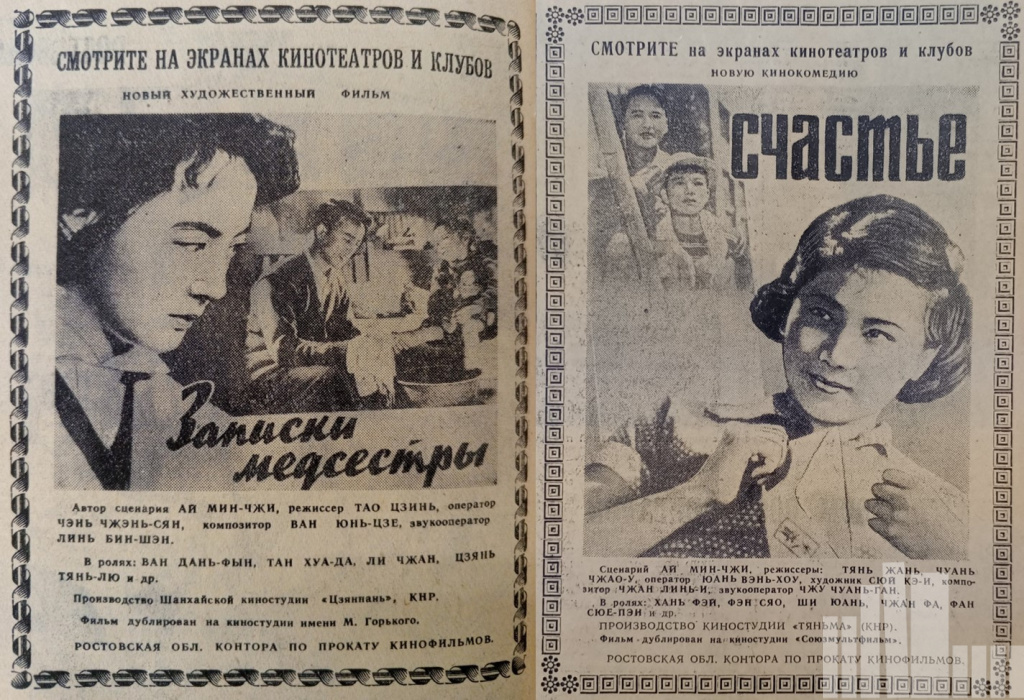 СМОТРИТЕ НА ЭКРАНАХ КИНОТЕАТРОВ И КЛУБОВ
НОВЫЙ ХУДОЖЕСТВЕННЫЙ ФИЛЬМ
Записки
медсестры
Автор сценария АЙ МИН-ЧЖИ, режиссер ТАО ЦЗИНЬ, оператор
ЧЭНЬ ЧЖЭНЬ-СЯН, композитор ВАН ЮНЬ-ЦЗЕ, звукооператор
ЛИНЬ БИН-ШЭН.
В ролях: ВАН ДАНЬ-ФЫН, ТАН ХУА-ДА, ЛИ ЧЖАН, ЦЗЯНЬ
ТЯНЬ-ЛЮ и др.
Производство Шанхайской киностудии «Цзяннань», КНР.
Фильм дублирован на киностудии имени М. Горького.
РОСТОВСКАЯ ОБЛ. КОНТОРА ПО ПРОКАТУ КИНОФИЛЬМОВ.
СМОТРИТЕ на экранах кинотеатров и клубов
НОВУЮ КИНОКОМЕДИЮ
СЧАСТЬЕ
Сценарий АЙ МИН-ЧЖИ, режиссеры: ТЯНЬ ЖАНЬ, ЧУАНЬ
ЧЖАО-У, оператор ЮАНЬ ВЭНЬ-ХОУ, художник СЮЙ КЭ-И, компо-
зитор ЧЖАН ЛИНЬ-И, звукооператор ЧЖУ ЧУАНЬ-ГАН.
В ролях: ХАНЬ ФЭЙ, ФЭН СЯО, ШИ ЮАНЬ, ЧЖАН ФА, ФАН
СЮЕ-ПЭИ и др.
ПРОИЗВОДСТВО КИНОСТУДИИ «ТЯНЬМА» (КНР).
Фильм дублирован на киностудии «Союзмультфильм».
РОСТОВСКАЯ ОБЛ. КОНТОРА ПО ПРОКАТУ КИНОФИЛЬМОВ.